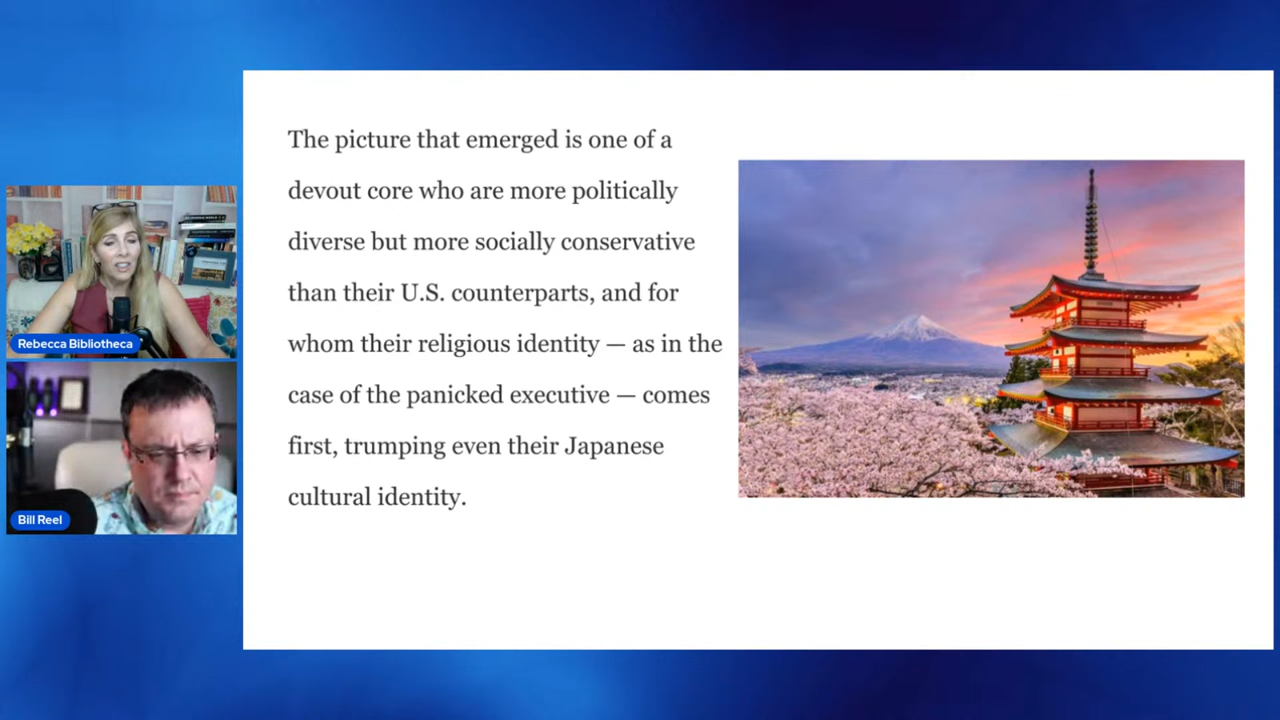 The picture that emerged is one of a
devout core who are more politically
diverse but more socially conservative
than their U.S. counterparts, and for
whom their religious identity — as in the
case of the panicked executive — comes
first, trumping even their Japanese
cultural identity.
Rebecca Bibliotheca
Bill Reel